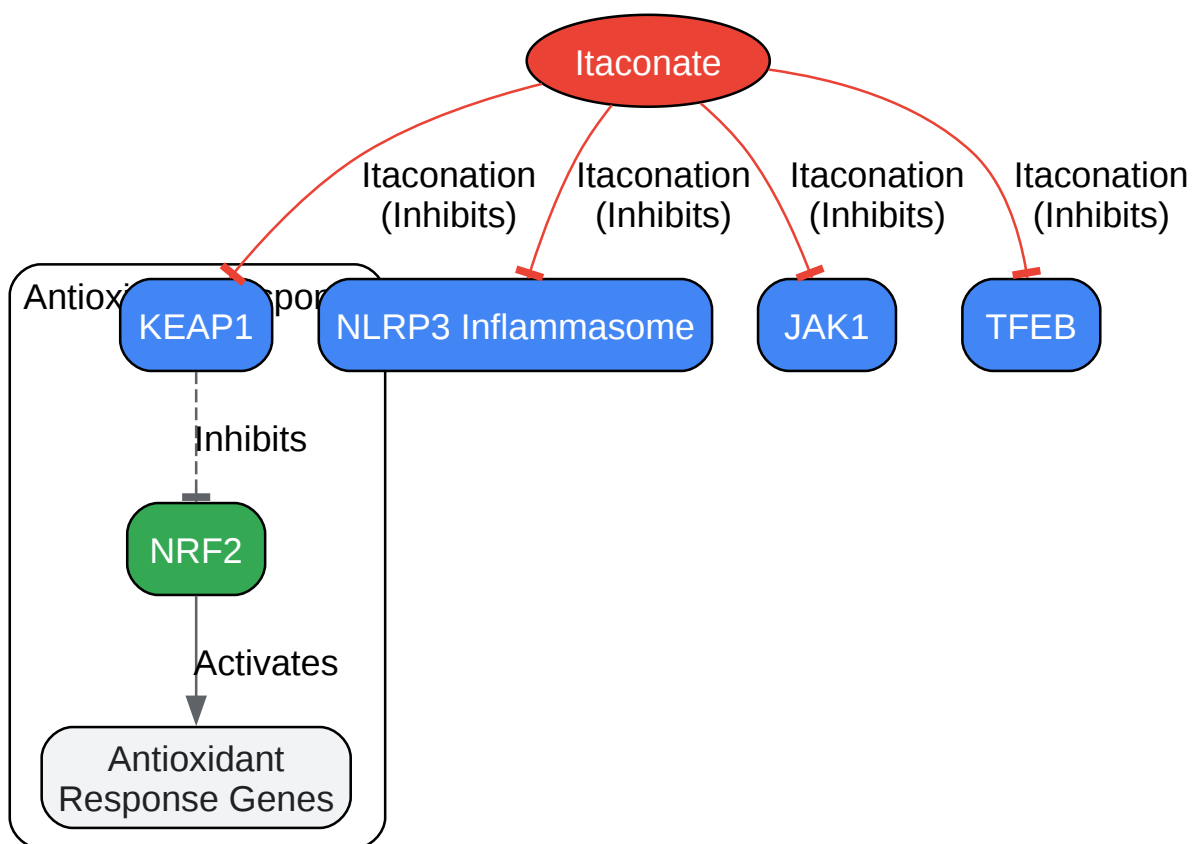 Itaconate
Itaconation
(Inhibits)
Itaconation
(Inhibits)
Itaconation
(Inhibits)
Itaconation
(Inhibits)
KEAP1
NLRP3 Inflammasome
JAK1
TFEB
Inhibits
NRF2
Activates
Antioxidant
Response Genes